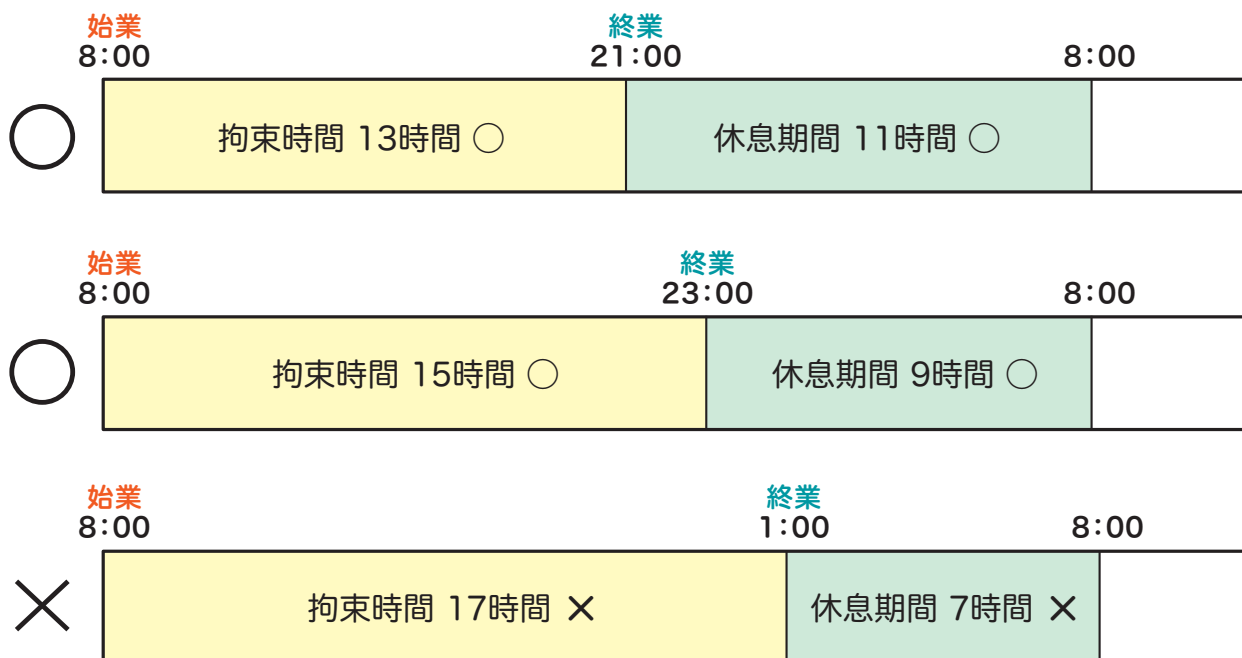 始業 終業
8:00 21:00 8:00
○ 拘束時間 13時間 ○ 休息期間 11時間 ○
始業 終業
8:00 23:00 8:00
○ 拘束時間 15時間 ○ 休息期間 9時間 ○
始業 終業
8:00 1:00 8:00
× 拘束時間 17時間 × 休息期間 7時間 ×